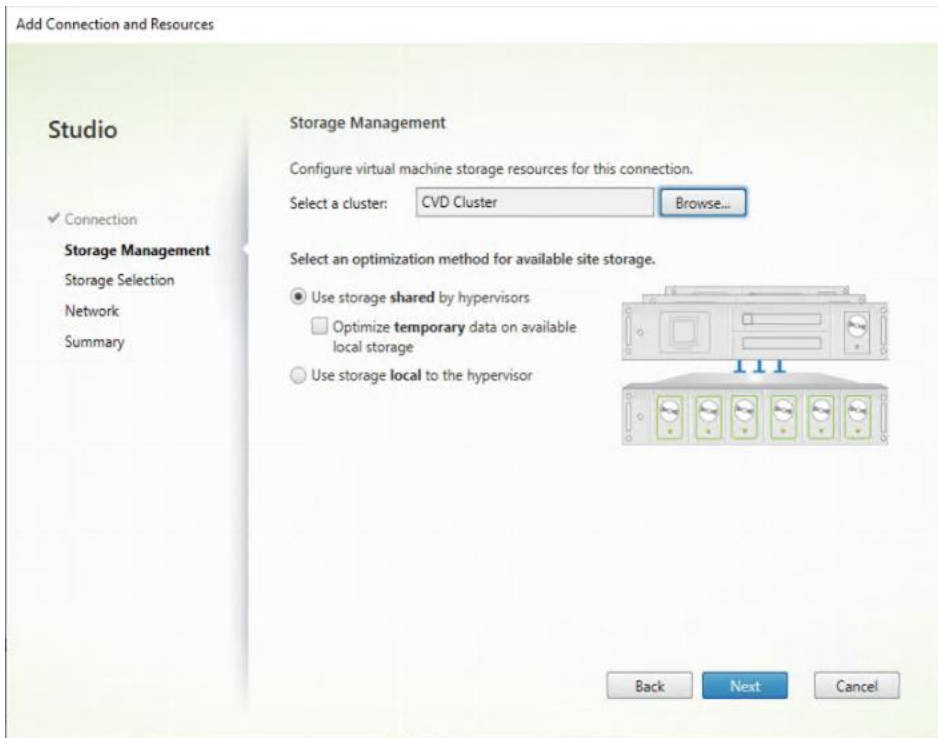 Add Connection and Resources
Studio
Connection
Storage Management
Storage Selection
Network
Summary
Storage Management
Configure virtual machine storage resources for this connection.
Select a cluster: CVD Cluster Browse...
Select an optimization method for available site storage.
Use storage shared by hypervisors
Optimize temporary data on available
local storage
Use storage local to the hypervisor
Back Next Cancel